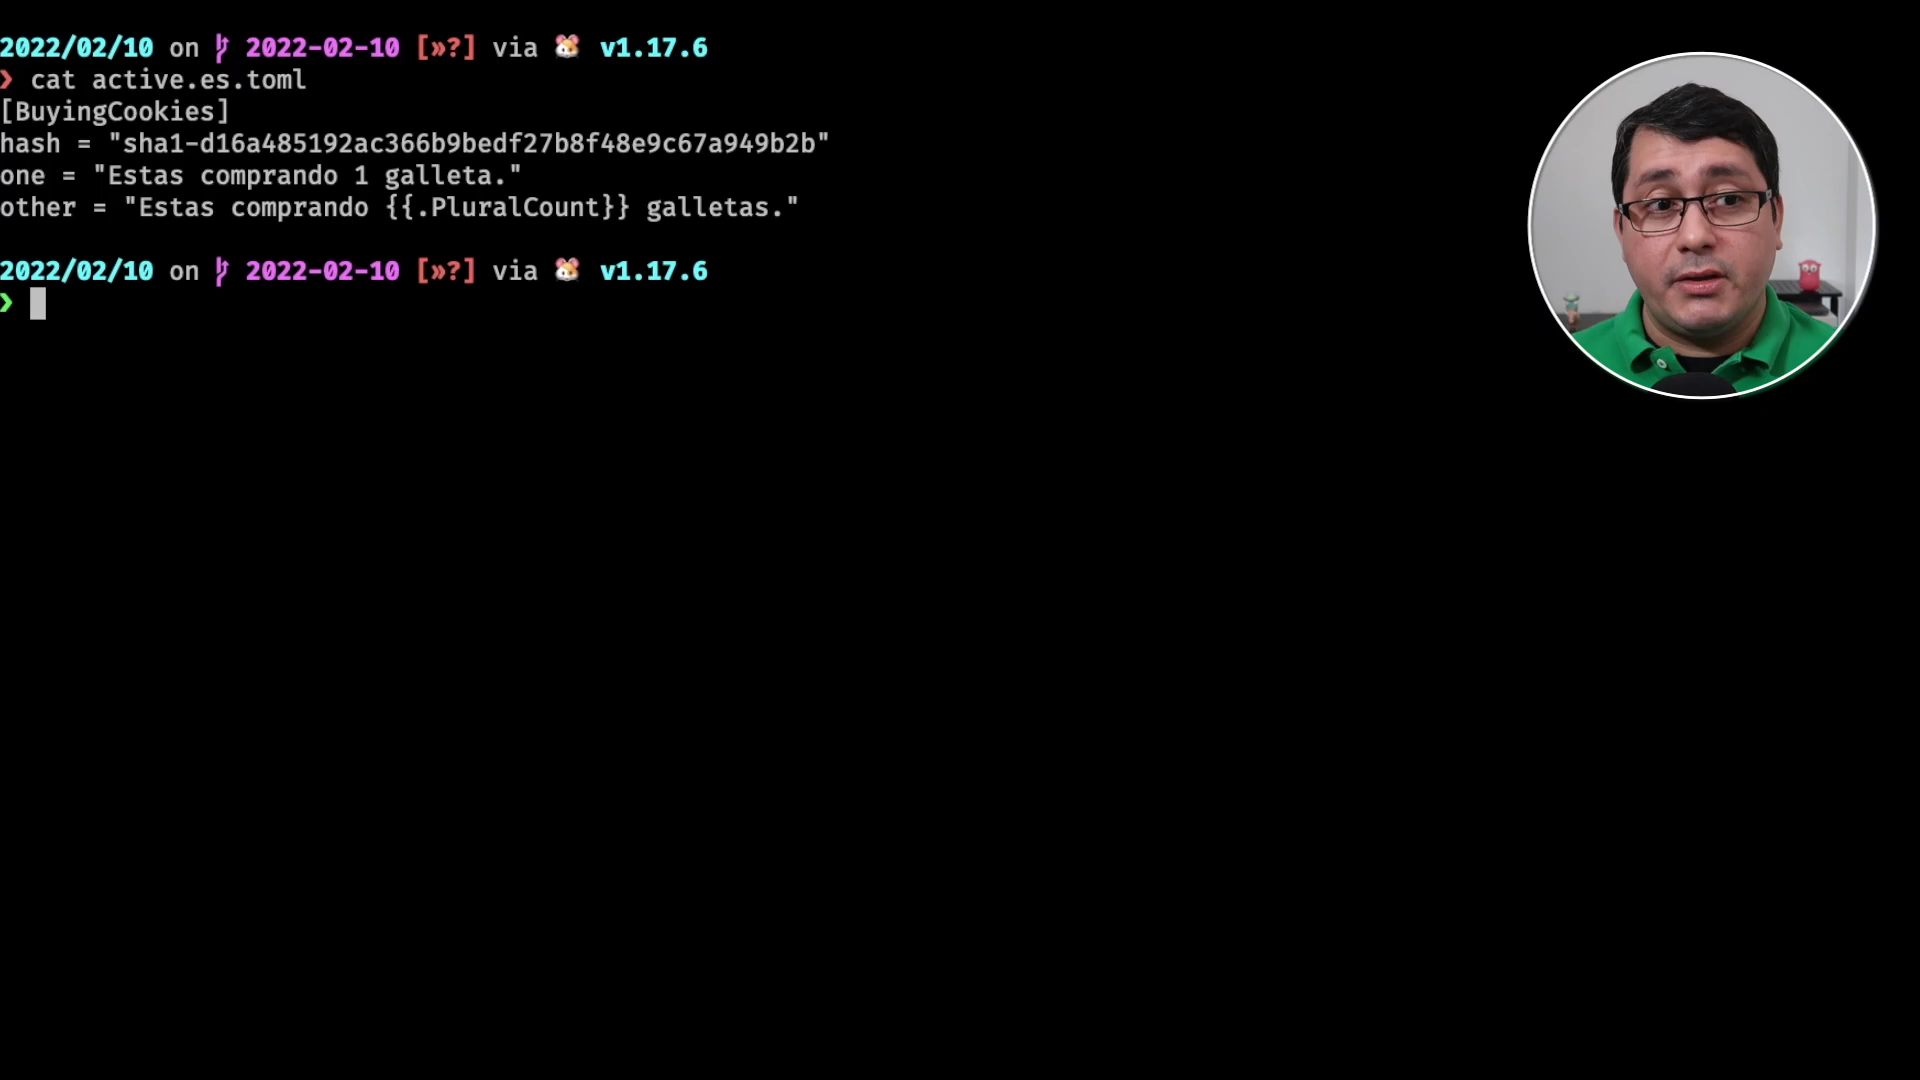 2022/02/10 on 2022-02-10 [»?] via 🐹 v1.17.6
❯ cat active.es.toml
[BuyingCookies]
hash = "sha1-d16a485192ac366b9bedf27b8f48e9c67a949b2b"
one = "Estas comprando 1 galleta."
other = "Estas comprando {{.PluralCount}} galletas."
2022/02/10 on 2022-02-10 [»?] via 🐹 v1.17.6
❯